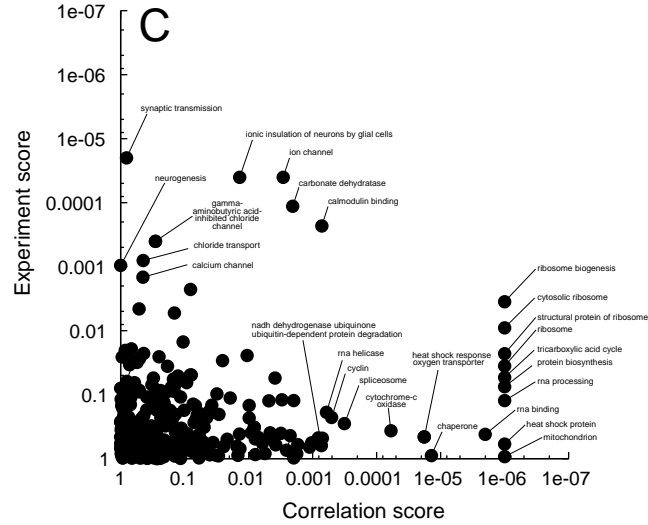 C
1e-07
1e-06
1e-05
0.0001
0.001
0.01
0.1
1
Experiment score
synaptic transmission
ionic insulation of neurons by glial cells
ion channel
neurogenesis
carbonate dehydratase
gamma-
aminobutyric acid-
inhibited chloride
channel
calmodulin binding
chloride transport
calcium channel
ribosome biogenesis
cytosolic ribosome
structural protein of ribosome
ribosome
tricarboxylic acid cycle
protein biosynthesis
rna processing
nadh dehydrogenase ubiquinone
ubiquitin-dependent protein degradation
rna helicase
cyclin
spliceosome
heat shock response
oxygen transporter
cytochrome-c
oxidase
chaperone
rna binding
heat shock protein
mitochondrion
1 0.1 0.01 0.001 0.0001 1e-05 1e-06 1e-07
Correlation score